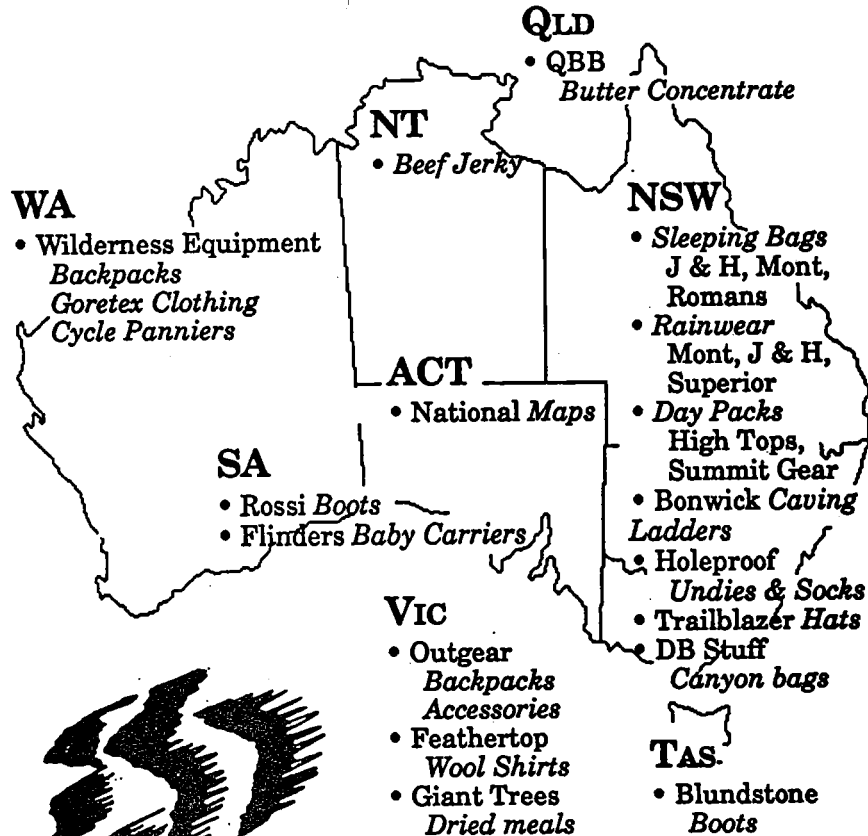 QLD
• QBB
Butter Concentrate
NT
• Beef Jerky
WA
• Wilderness Equipment
Backpacks
Goretex Clothing
Cycle Panniers
NSW
• Sleeping Bags
J & H, Mont,
Romans
• Rainwear
Mont, J & H,
Superior
• Day Packs
High Tops,
Summit Gear
• Bonwick Caving
Ladders
• Holeproof
Undies & Socks
• Trailblazer Hats
• DB Stuff
Canyon bags
ACT
• National Maps
SA
• Rossi Boots
• Flinders Baby Carriers
VIC
• Outgear
Backpacks
Accessories
• Feathertop
Wool Shirts
• Giant Trees
Dried meals
TAS.
• Blundstone
Boots